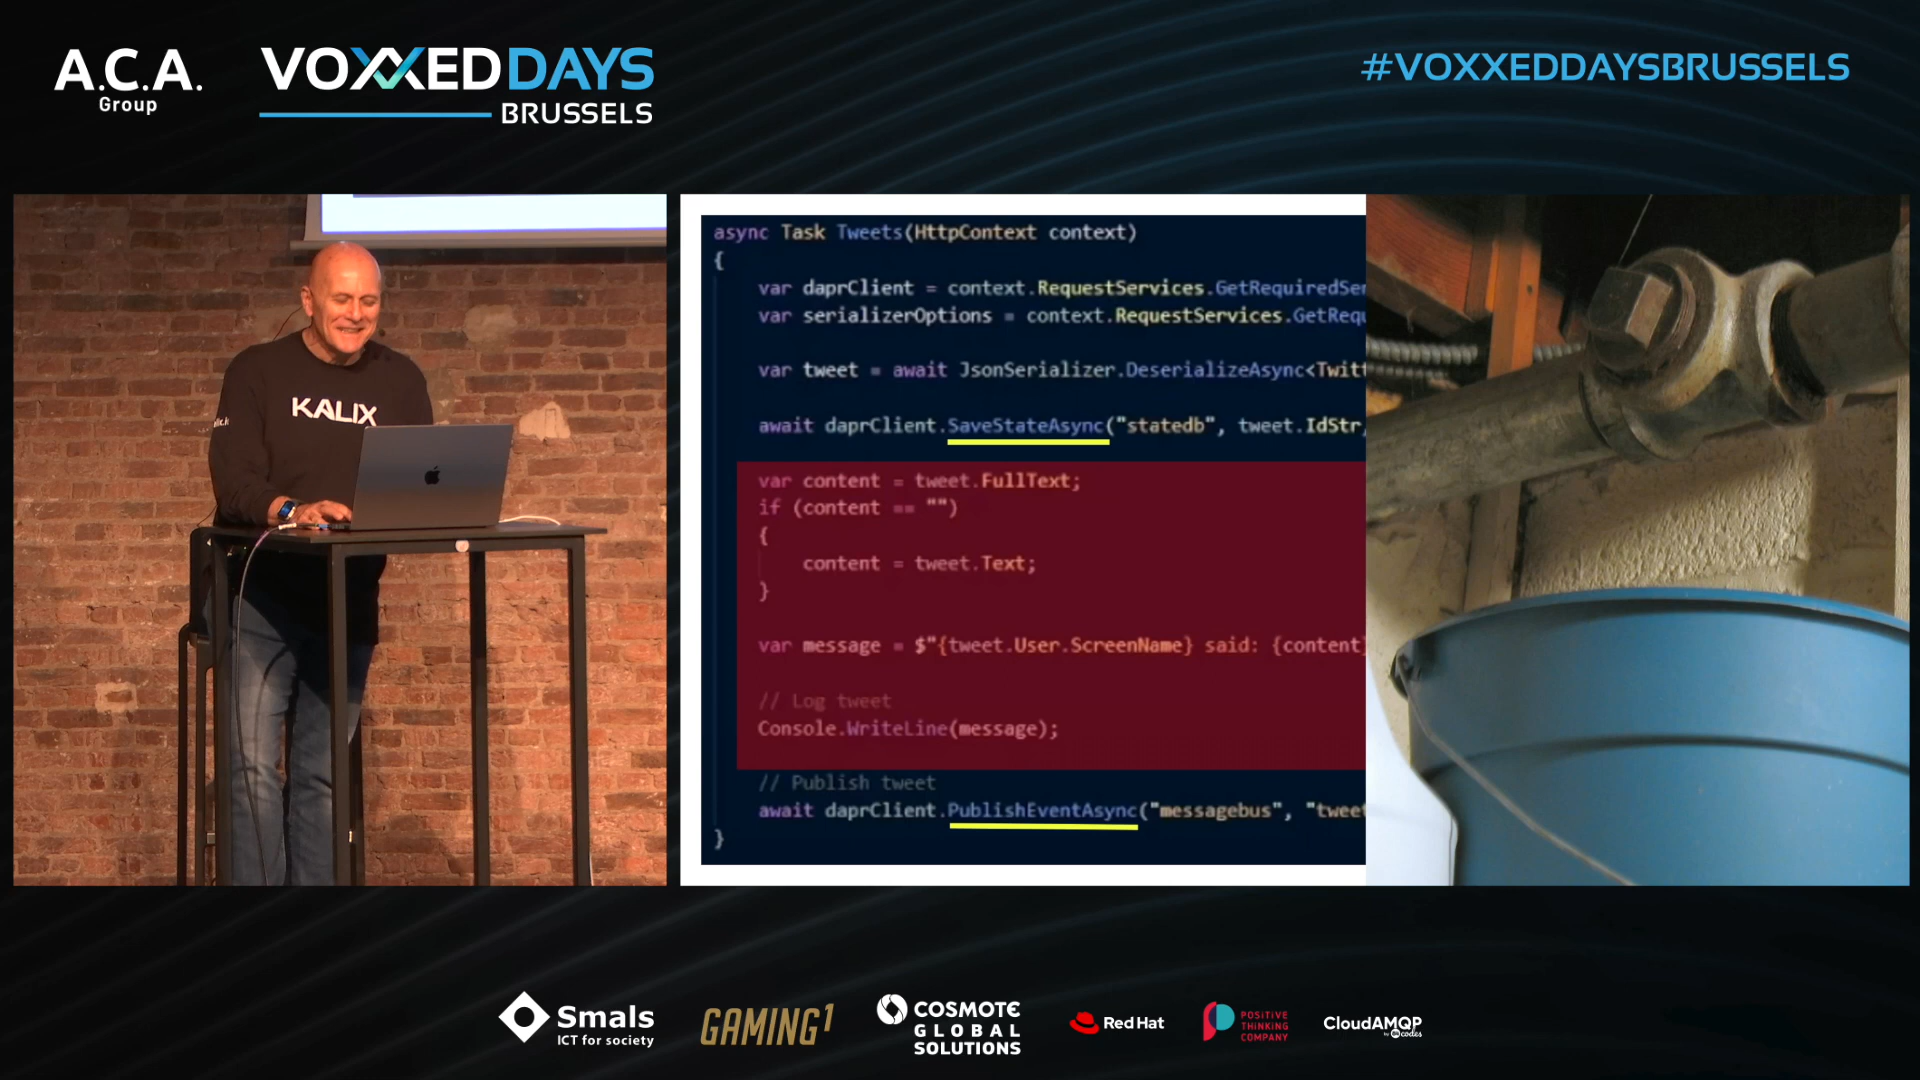 A.C.A.
Group
VOXXEDDAYS
BRUSSELS
#VOXXEDDAYSBRUSSELS
KALIX
async Task Tweets(HttpContext context)
{
var daprClient = context.RequestServices.GetRequiredSer
var serializerOptions = context.RequestServices.GetRequ
var tweet = await JsonSerializer.DeserializeAsync<Twitt
await daprClient.SaveStateAsync("statedb", tweet.IdStr,
var content = tweet.FullText;
if (content == "")
{
content = tweet.Text;
}
var message = $"{tweet.User.ScreenName} said: {content}
// Log tweet
Console.WriteLine(message);
// Publish tweet
await daprClient.PublishEventAsync("messagebus", "tweet
}
Smals
ICT for society
GAMING1
COSMOTE
GLOBAL
SOLUTIONS
Red Hat
POSITIVE
THINKING
COMPANY
CloudAMQP